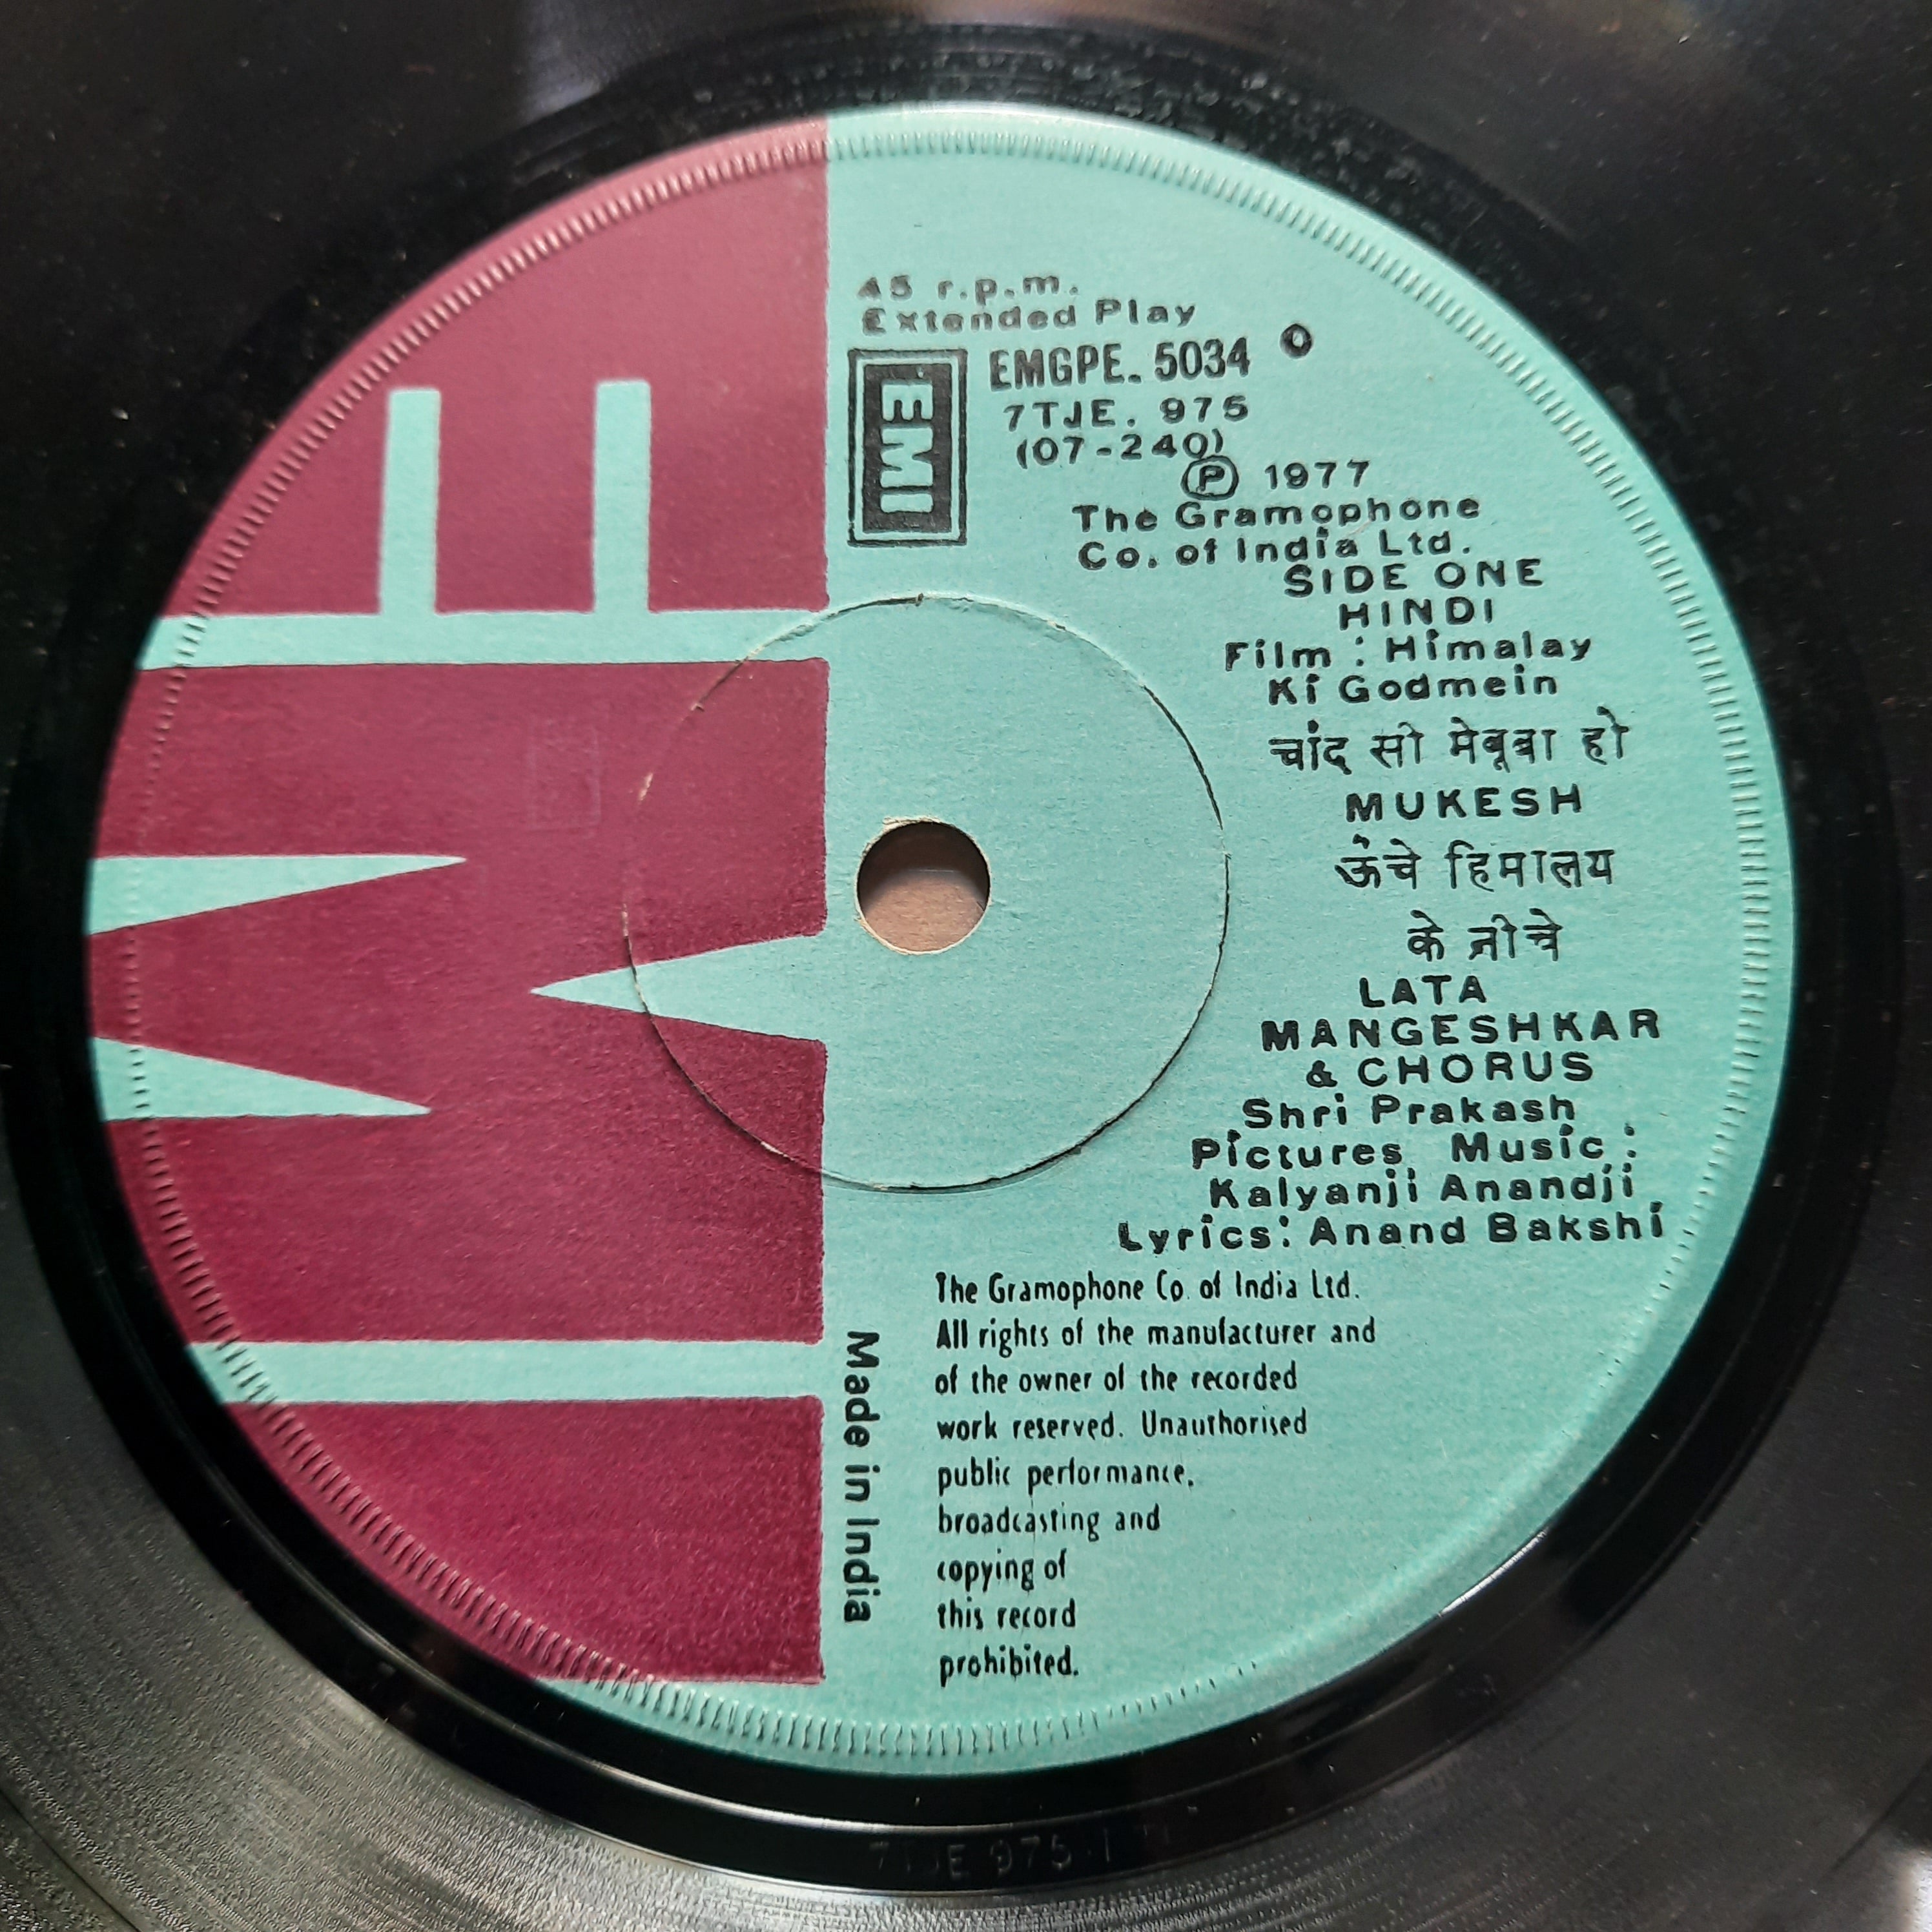 45 r.p.m.
Extended Play
EMI
EMGPE. 5034
7TJE. 975
(07-240)
Ⓟ 1977
The Gramophone
Co. of India Ltd.
SIDE ONE
HINDI
Film : Himalay
Ki Godmein
चांद सी मेबूबा हो
MUKESH
ऊंचे हिमालय
के नीचे
LATA
MANGESHKAR
& CHORUS
Shri Prakash
Pictures Music :
Kalyanji Anandji
Lyrics: Anand Bakshi
The Gramophone Co. of India Ltd.
All rights of the manufacturer and
of the owner of the recorded
work reserved. Unauthorised
public performance,
broadcasting and
copying of
this record
prohibited.
Made in India
EMI
7TJE 975